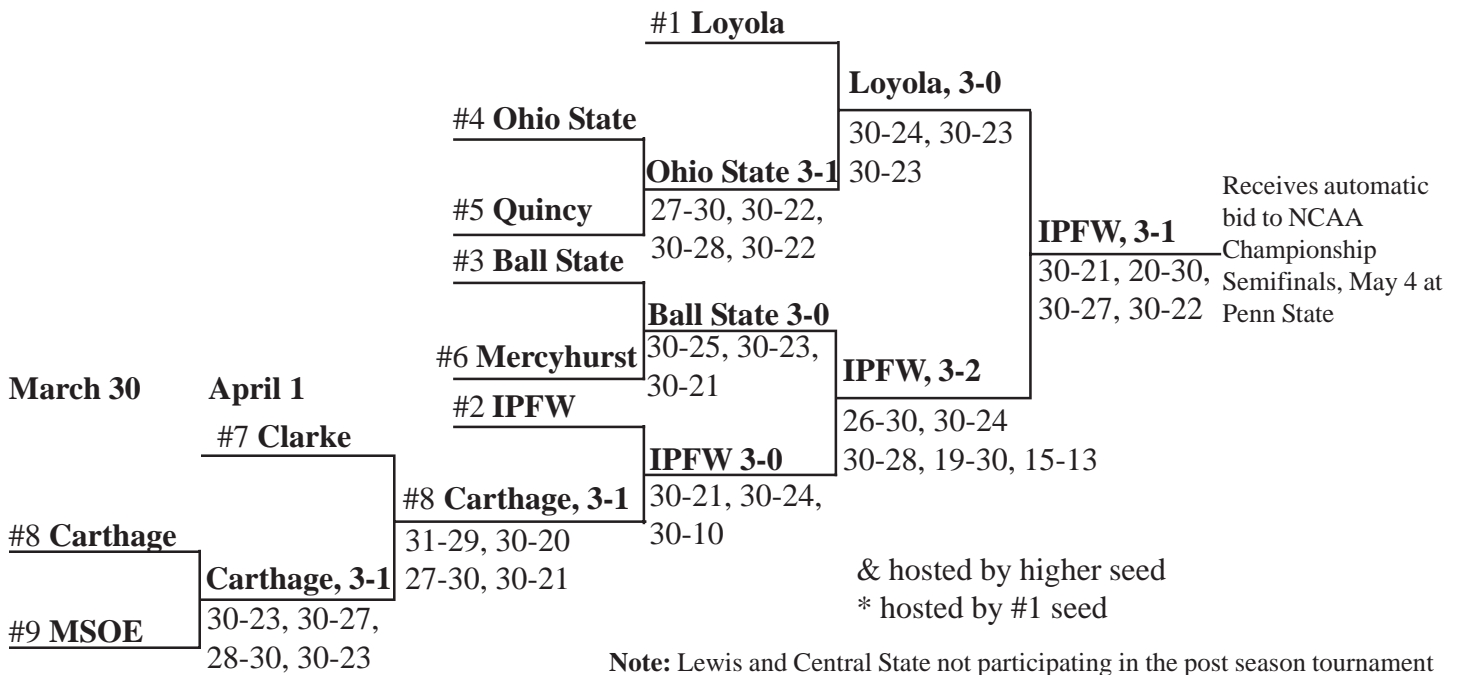 #1 Loyola
Loyola, 3-0
30-24, 30-23
30-23
#4 Ohio State
Ohio State 3-1
27-30, 30-22,
30-28, 30-22
#5 Quincy
#3 Ball State
Ball State 3-0
30-25, 30-23,
30-21
#6 Mercyhurst
IPFW, 3-1
30-21, 20-30,
30-27, 30-22
Receives automatic
bid to NCAA
Championship
Semifinals, May 4 at
Penn State
IPFW, 3-2
26-30, 30-24
30-28, 19-30, 15-13
March 30
April 1
#2 IPFW
IPFW 3-0
30-21, 30-24,
30-10
#7 Clarke
#8 Carthage, 3-1
31-29, 30-20
27-30, 30-21
#8 Carthage
Carthage, 3-1
30-23, 30-27,
28-30, 30-23
#9 MSOE
& hosted by higher seed
* hosted by #1 seed
Note: Lewis and Central State not participating in the post season tournament